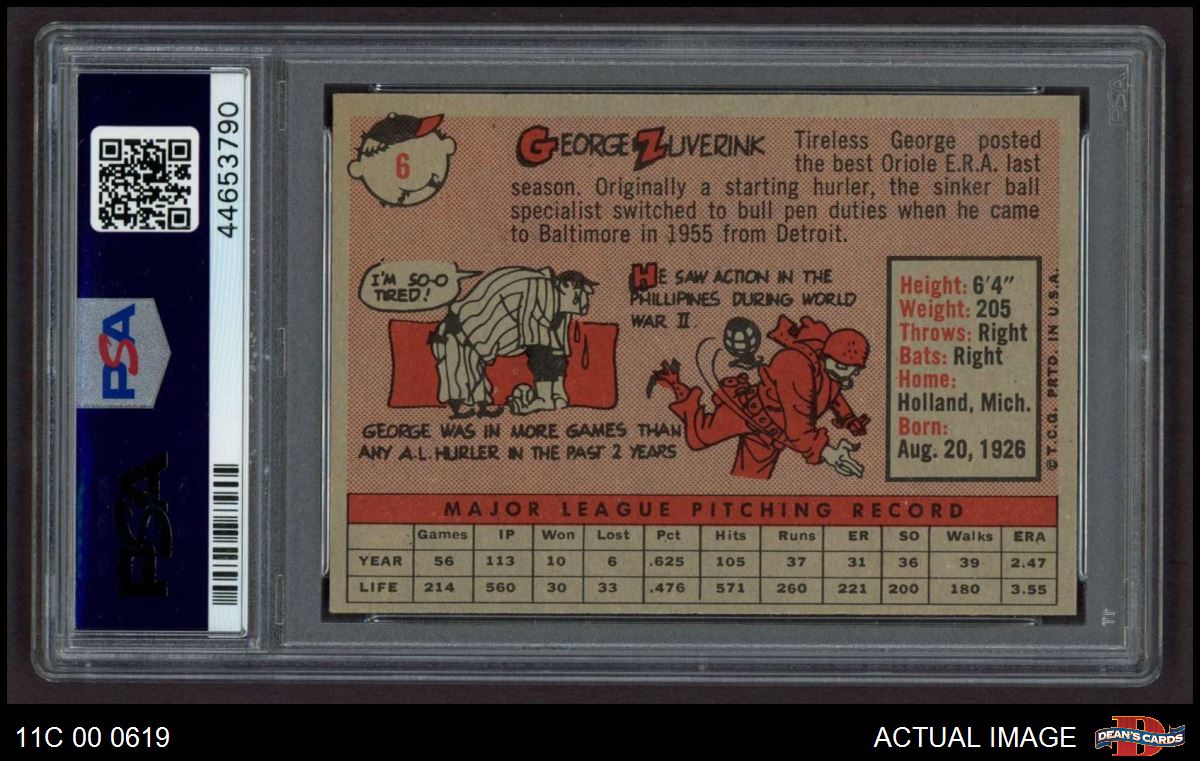 44653790
PSA
PSA
6
GEORGE ZUVERINK
Tireless George posted
the best Oriole E.R.A. last
season. Originally a starting hurler, the sinker ball
specialist switched to bull pen duties when he came
to Baltimore in 1955 from Detroit.
I'M SO-O
TIRED!
GEORGE WAS IN MORE GAMES THAN
ANY A.L. HURLER IN THE PAST 2 YEARS
HE SAW ACTION IN THE
PHILLIPINES DURING WORLD
WAR II.
Height: 6'4"
Weight: 205
Throws: Right
Bats: Right
Home:
Holland, Mich.
Born:
Aug. 20, 1926
© T.C.G. PRTD. IN U.S.A.
MAJOR LEAGUE PITCHING RECORD
Games IP Won Lost Pct Hits Runs ER SO Walks ERA
YEAR 56 113 10 6 .625 105 37 31 36 39 2.47
LIFE 214 560 30 33 .476 571 260 221 200 180 3.55
PSA
11C 00 0619
ACTUAL IMAGE
DEAN'S CARDS